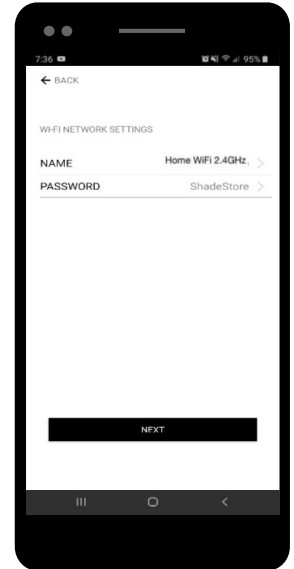 7:36 95%
BACK
WI-FI NETWORK SETTINGS
NAME Home WiFi 2.4GHz,
PASSWORD ShadeStore
NEXT